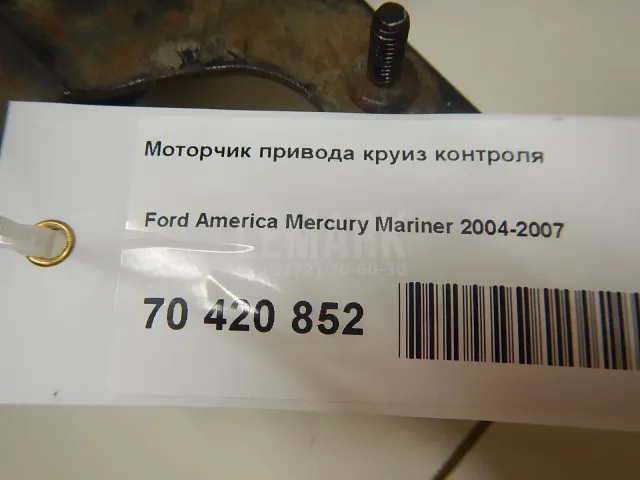 Моторчик привода круиз контроля
Ford America Mercury Mariner 2004-2007
70 420 852